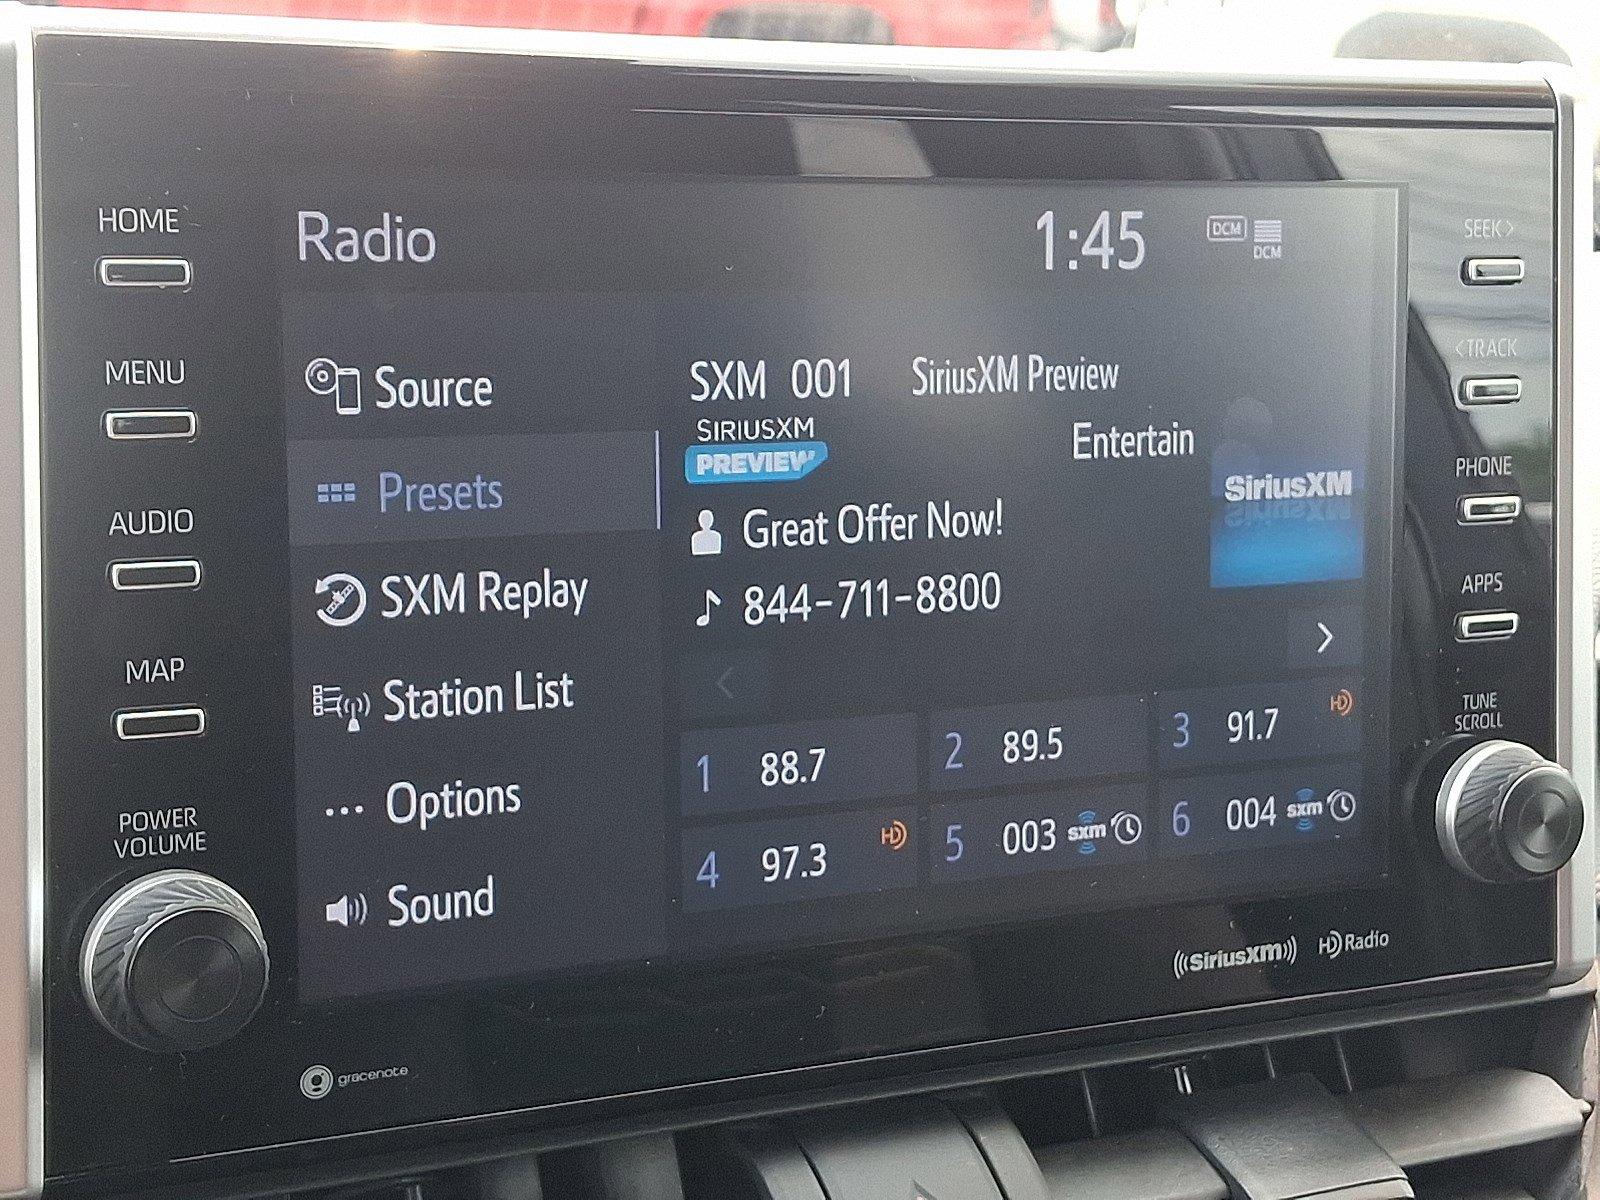 HOME
MENU
AUDIO
MAP
POWER
VOLUME
Radio
1:45
DCM
DCM
Source
Presets
SXM Replay
Station List
Options
Sound
SXM 001 SiriusXM Preview
SIRIUSXM
PREVIEW
Entertain
SiriusXM
Great Offer Now!
844-711-8800
1 88.7
2 89.5
3 91.7 HD
4 97.3 HD
5 003 sxm
6 004 sxm
SEEK >
< TRACK
PHONE
APPS
TUNE
SCROLL
((SiriusXM))
HD Radio
gracenote